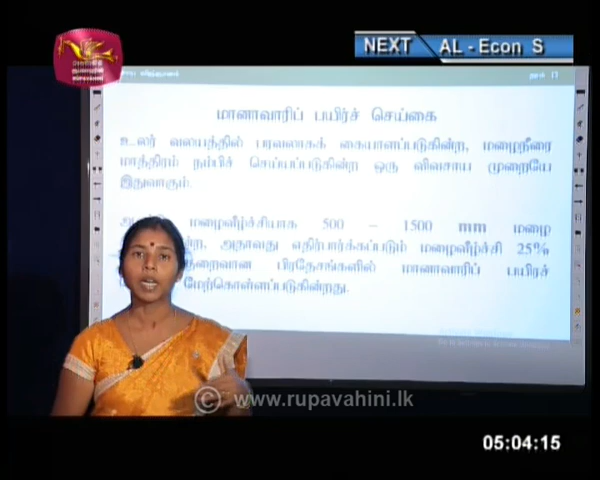 NEXT AL - Econ S
மானாவாரிப் பயிர்ச் செய்கை
உலர் வலயத்தில் பரவலாகக் கையாளப்படுகின்ற, மழைநீரை
மாத்திரம் நம்பிச் செய்யப்படுகின்ற ஒரு விவசாய முறையே
இதுவாகும்.
மழைவீழ்ச்சியாக 500 – 1500 mm மழை
அதாவது எதிர்பார்க்கப்படும் மழைவீழ்ச்சி 25%
பிரதேசங்களில் மானாவாரிப் பயிரச்
மேற்கொள்ளப்படுகிறது.
© www.rupavahini.lk
05:04:15